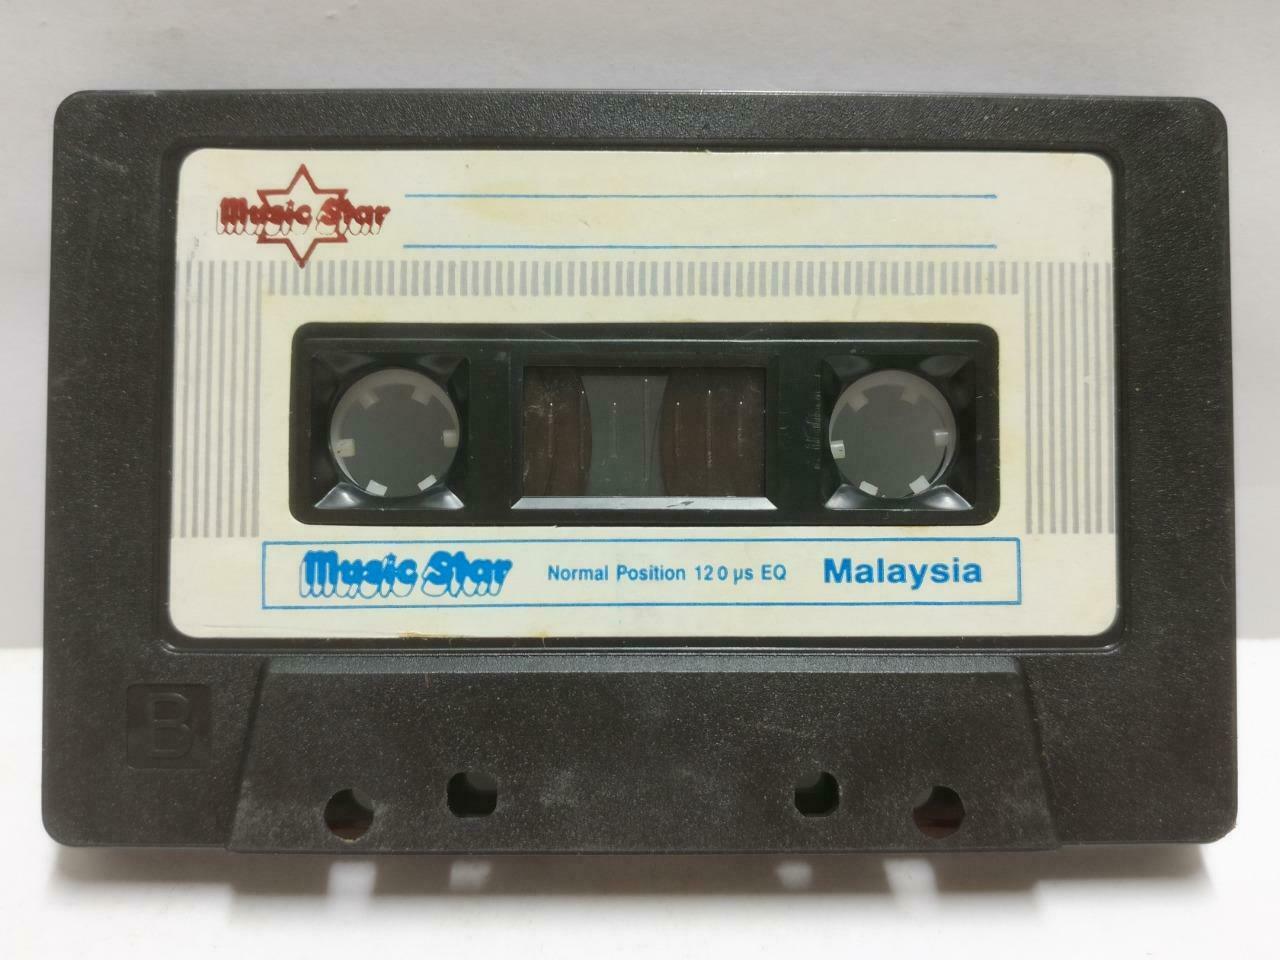 Music Star
Music Star Normal Position 120 µs EQ Malaysia
B